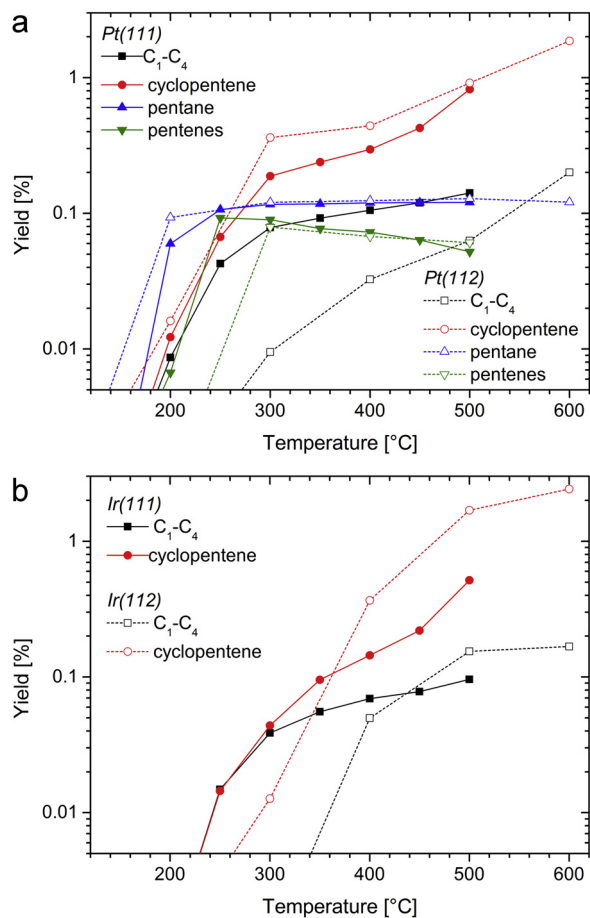 a
Pt(111)
C₁-C₄
cyclopentene
pentane
pentenes
Pt(112)
C₁-C₄
cyclopentene
pentane
pentenes
Yield [%]
1
0.1
0.01
200 300 400 500 600
Temperature [°C]
b
Ir(111)
C₁-C₄
cyclopentene
Ir(112)
C₁-C₄
cyclopentene
Yield [%]
1
0.1
0.01
200 300 400 500 600
Temperature [°C]